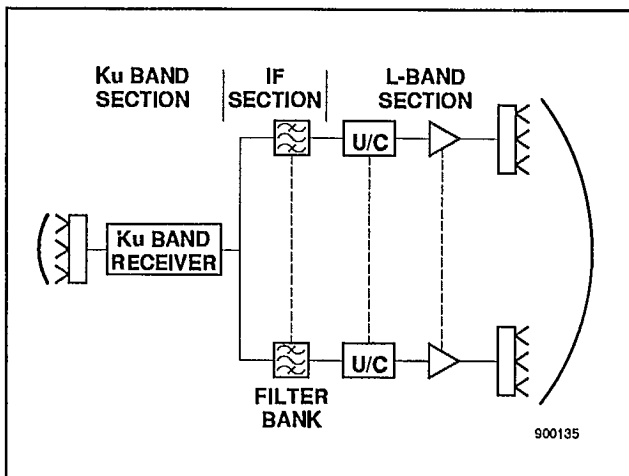 Ku BAND
SECTION
IF
SECTION
L-BAND
SECTION
U/C
Ku BAND
RECEIVER
U/C
FILTER
BANK
900135